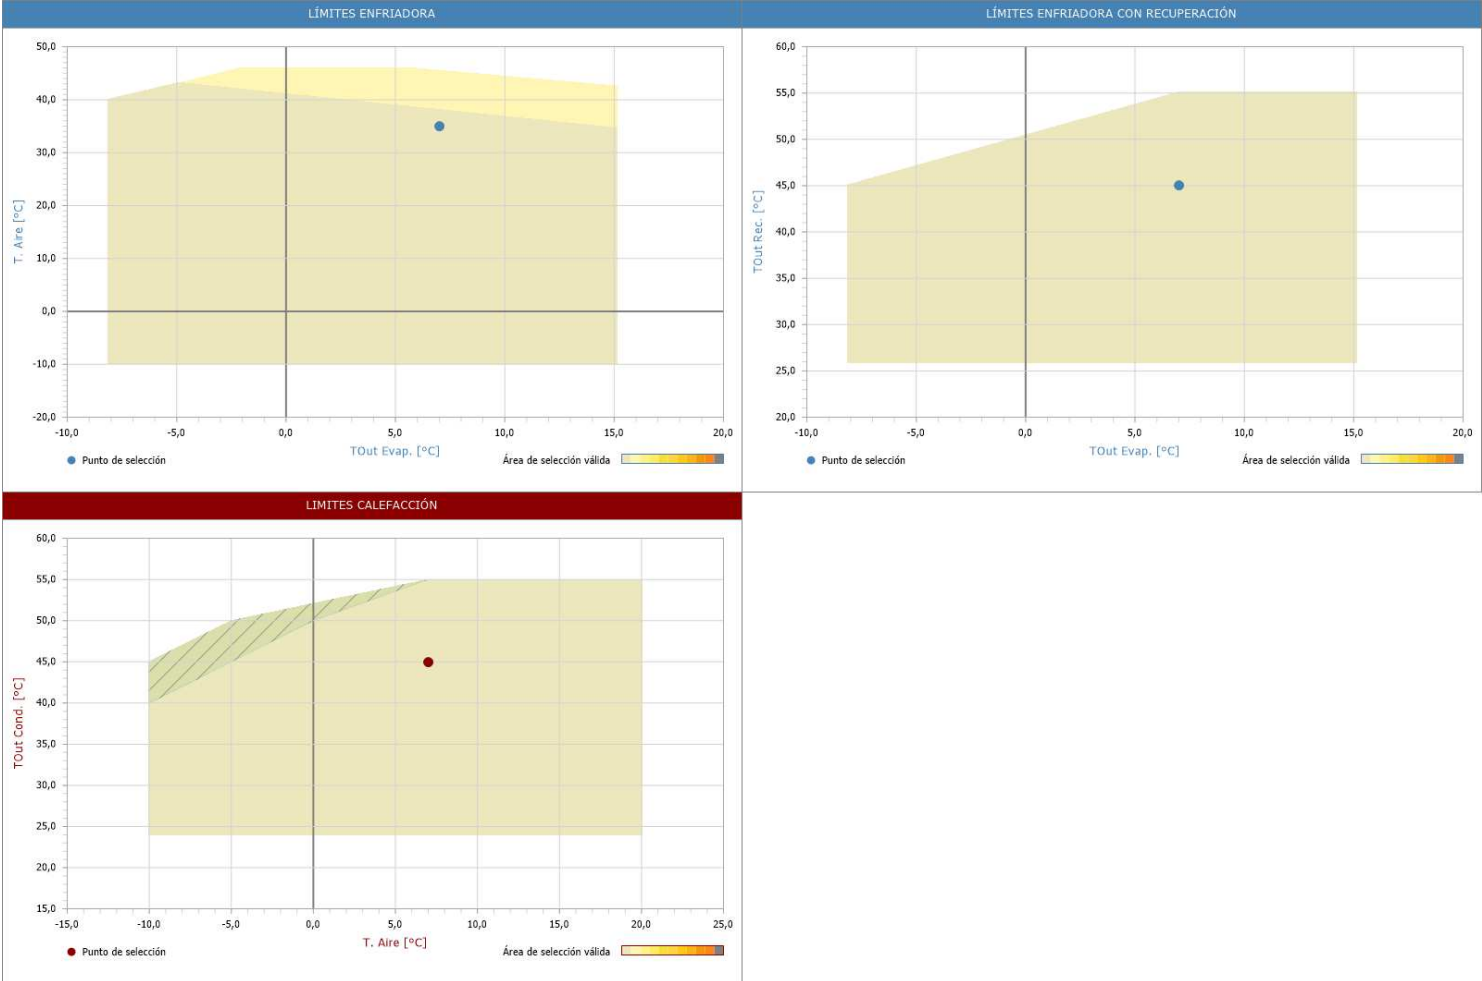 LÍMITES ENFRIADORA
50,0
40,0
30,0
20,0
10,0
0,0
-10,0
-20,0
T. Aire [ºC]
-10,0 -5,0 0,0 5,0 10,0 15,0 20,0
TOut Evap. [ºC]
Punto de selección
Área de selección válida
LÍMITES ENFRIADORA CON RECUPERACIÓN
60,0
55,0
50,0
45,0
40,0
35,0
30,0
25,0
20,0
TOut Rec. [ºC]
-10,0 -5,0 0,0 5,0 10,0 15,0 20,0
TOut Evap. [ºC]
Punto de selección
Área de selección válida
LIMITES CALEFACCIÓN
60,0
55,0
50,0
45,0
40,0
35,0
30,0
25,0
20,0
15,0
TOut Cond. [ºC]
-15,0 -10,0 -5,0 0,0 5,0 10,0 15,0 20,0 25,0
T. Aire [ºC]
Punto de selección
Área de selección válida